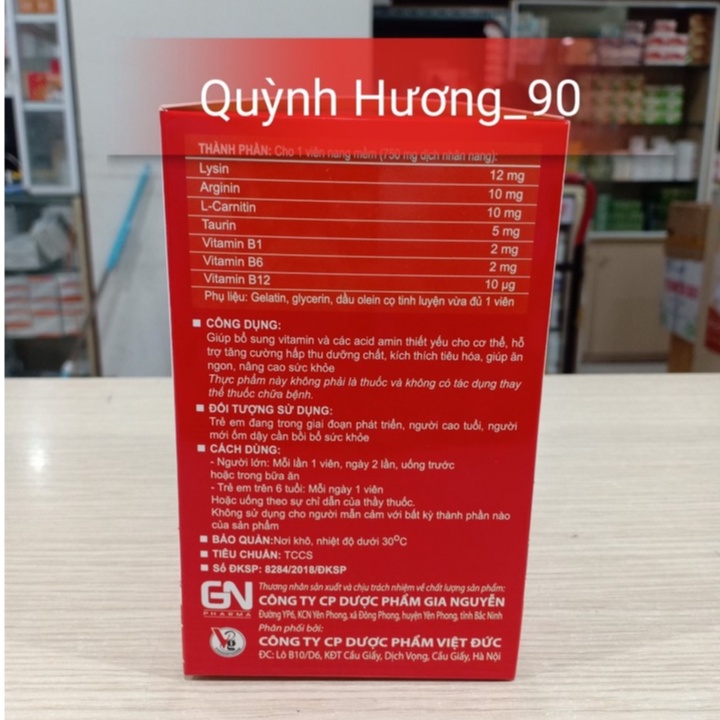 Quỳnh Hương_90
THÀNH PHẦN: Cho 1 viên nang mềm (750 mg dịch nhân nang):
Lysin 12 mg
Arginin 10 mg
L-Carnitin 10 mg
Taurin 5 mg
Vitamin B1 2 mg
Vitamin B6 2 mg
Vitamin B12 10 µg
Phụ liệu: Gelatin, glycerin, dầu olein cọ tinh luyện vừa đủ 1 viên
CÔNG DỤNG:
Giúp bổ sung vitamin và các acid amin thiết yếu cho cơ thể, hỗ
trợ tăng cường hấp thu dưỡng chất, kích thích tiêu hóa, giúp ăn
ngon, nâng cao sức khỏe
Thực phẩm này không phải là thuốc và không có tác dụng thay
thế thuốc chữa bệnh.
ĐỐI TƯỢNG SỬ DỤNG:
Trẻ em đang trong giai đoạn phát triển, người cao tuổi, người
mới ốm dậy cần bồi bổ sức khỏe
CÁCH DÙNG:
- Người lớn: Mỗi lần 1 viên, ngày 2 lần, uống trước
hoặc trong bữa ăn
- Trẻ em trên 6 tuổi: Mỗi ngày 1 viên
Hoặc uống theo sự chỉ dẫn của thầy thuốc.
Không sử dụng cho người mẫn cảm với bất kỳ thành phần nào
của sản phẩm
BẢO QUẢN:Nơi khô, nhiệt độ dưới 30°C
TIÊU CHUẨN: TCCS
Số ĐKSP: 8284/2018/ĐKSP
GN
PHARMA
Thương nhân sản xuất và chịu trách nhiệm về chất lượng sản phẩm:
CÔNG TY CP DƯỢC PHẨM GIA NGUYỄN
Đường YP6, KCN Yên Phong, xã Đông Phong, huyện Yên Phong, tỉnh Bắc Ninh
Phân phối bởi:
CÔNG TY CP DƯỢC PHẨM VIỆT ĐỨC
ĐC: Lô B10/D6, KĐT Cầu Giấy, Dịch Vọng, Cầu Giấy, Hà Nội